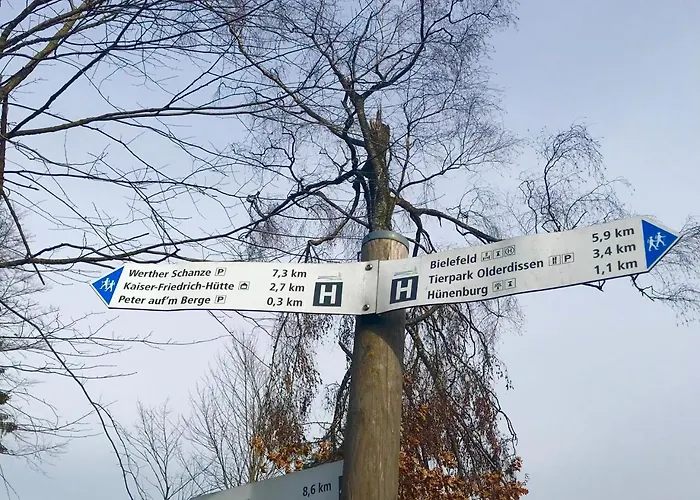 Werther Schanze P 7,3 km
Kaiser-Friedrich-Hütte 2,7 km
Peter auf'm Berge P 0,3 km
H
Bielefeld 5,9 km
Tierpark Olderdissen P 3,4 km
Hünenburg 1,1 km
H
8,6 km